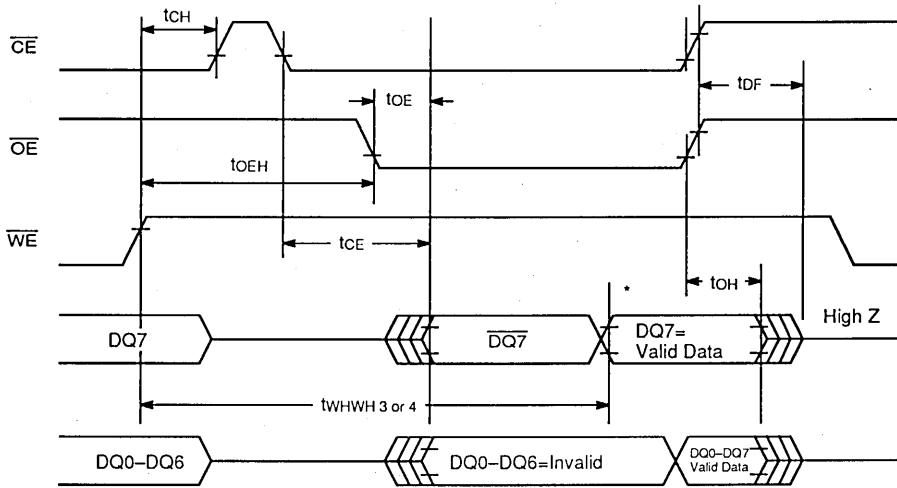 tCH
CE
tDF
tOE
OE
tOEH
WE
tCE
tOH
*
High Z
DQ7
DQ7
DQ7=
Valid Data
tWHWH 3 or 4
DQ0–DQ6
DQ0–DQ6=Invalid
DQ0–DQ7
Valid Data